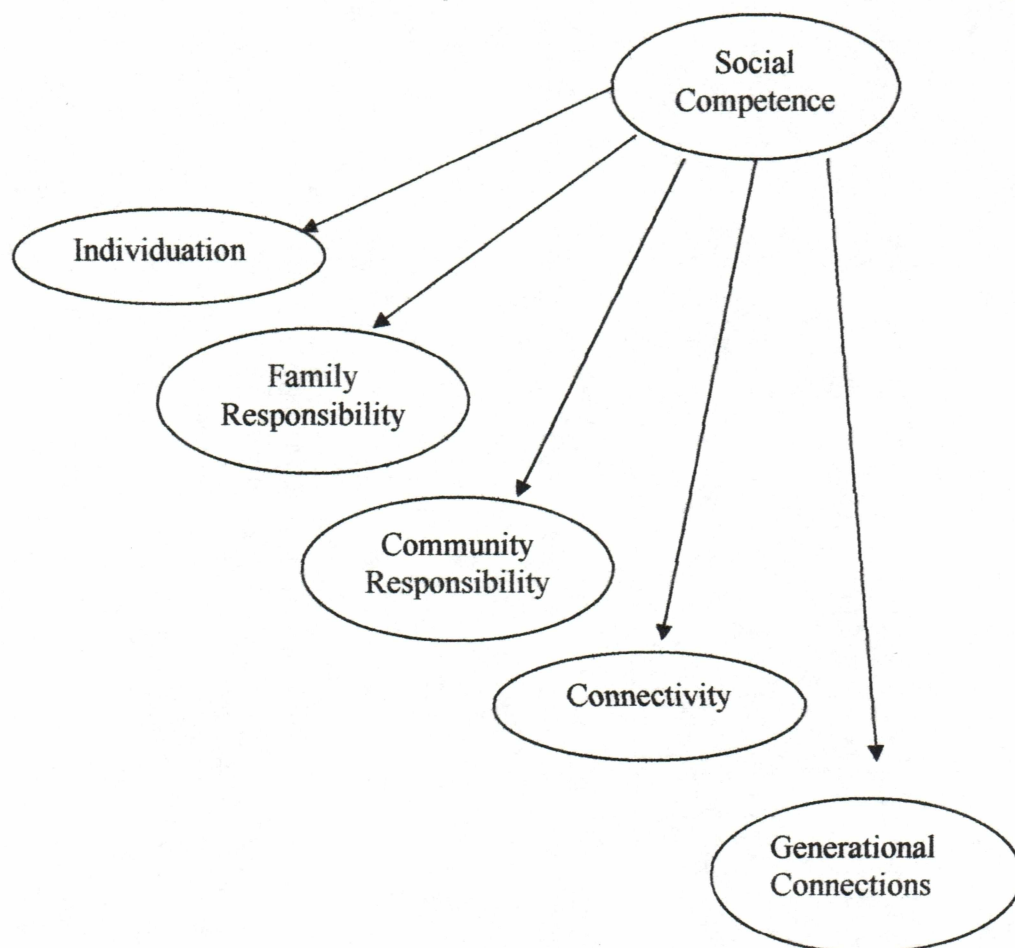 Social
Competence
Individuation
Family
Responsibility
Community
Responsibility
Connectivity
Generational
Connections